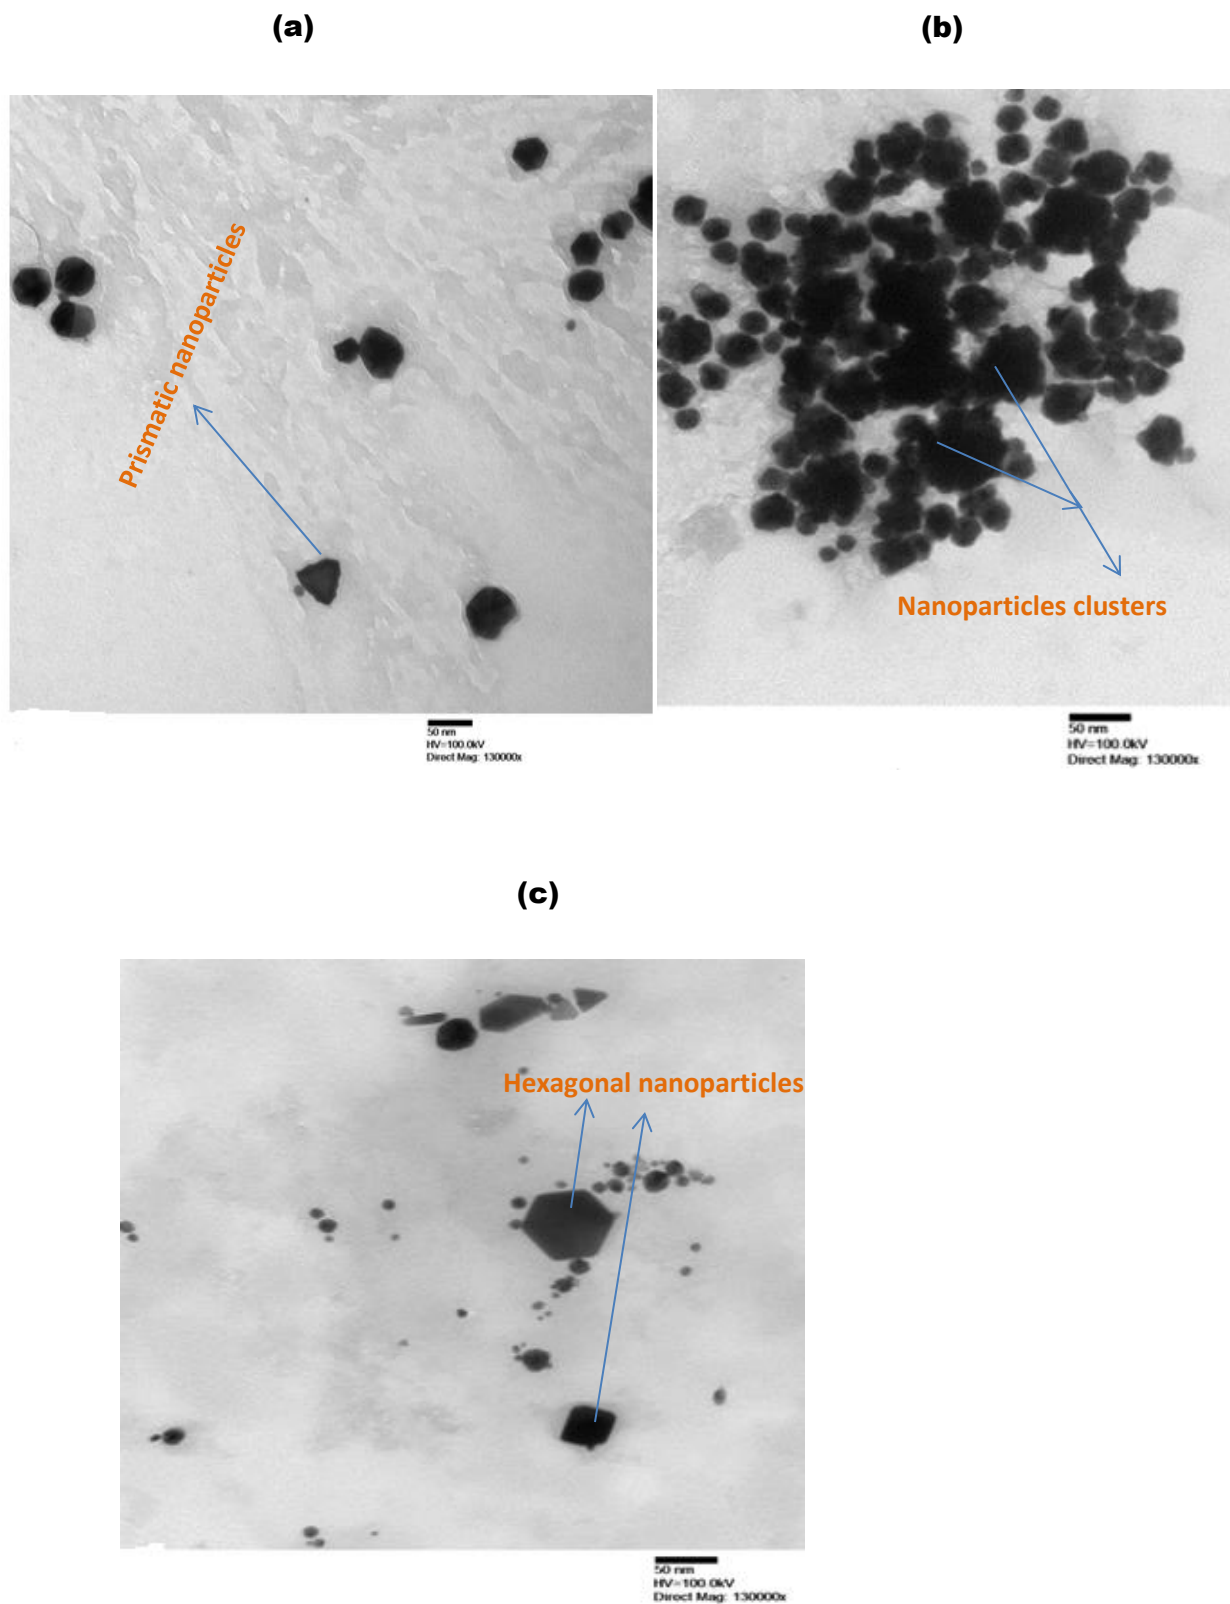 (a)
(b)
Prismatic nanoparticles
50 nm
HV=100.0kV
Direct Mag: 130000x
Nanoparticles clusters
50 nm
HV=100.0kV
Direct Mag: 130000x
(c)
Hexagonal nanoparticles
50 nm
HV=100.0kV
Direct Mag: 130000x